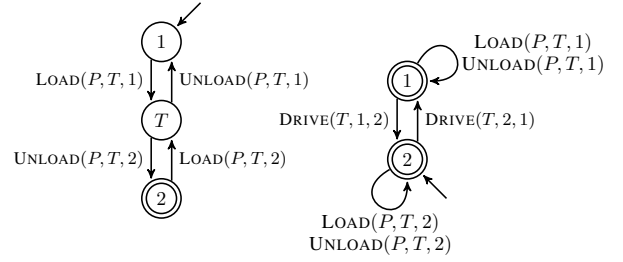 1
LOAD(P, T, 1)
UNLOAD(P, T, 1)
T
UNLOAD(P, T, 2)
LOAD(P, T, 2)
2
LOAD(P, T, 1)
UNLOAD(P, T, 1)
1
DRIVE(T, 1, 2)
DRIVE(T, 2, 1)
2
LOAD(P, T, 2)
UNLOAD(P, T, 2)